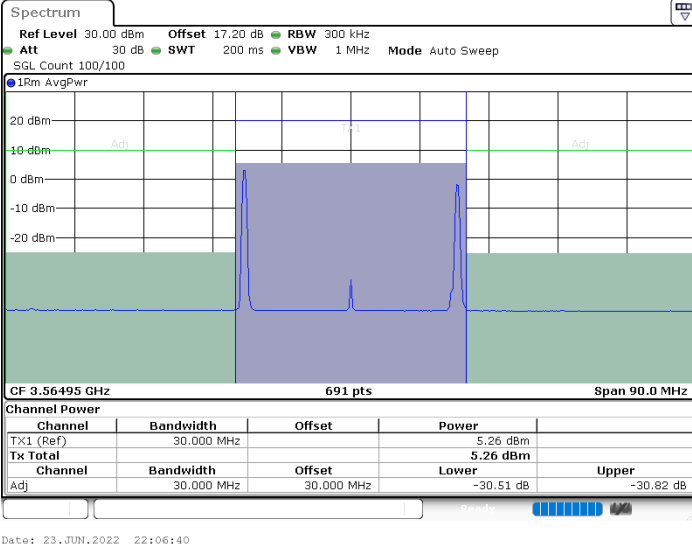 Spectrum
Ref Level 30.00 dBm Offset 17.20 dB RBW 300 kHz
Att 30 dB SWT 200 ms VBW 1 MHz Mode Auto Sweep
SGL Count 100/100
1Rm AvgPwr
20 dBm
TX1
Adj Adj
10 dBm
0 dBm
-10 dBm
-20 dBm
CF 3.56495 GHz 691 pts Span 90.0 MHz
Channel Power
Channel Bandwidth Offset Power
TX1 (Ref) 30.000 MHz 5.26 dBm
Tx Total 5.26 dBm
Channel Bandwidth Offset Lower Upper
Adj 30.000 MHz 30.000 MHz -30.51 dB -30.82 dB
Ready
Date: 23.JUN.2022 22:06:40